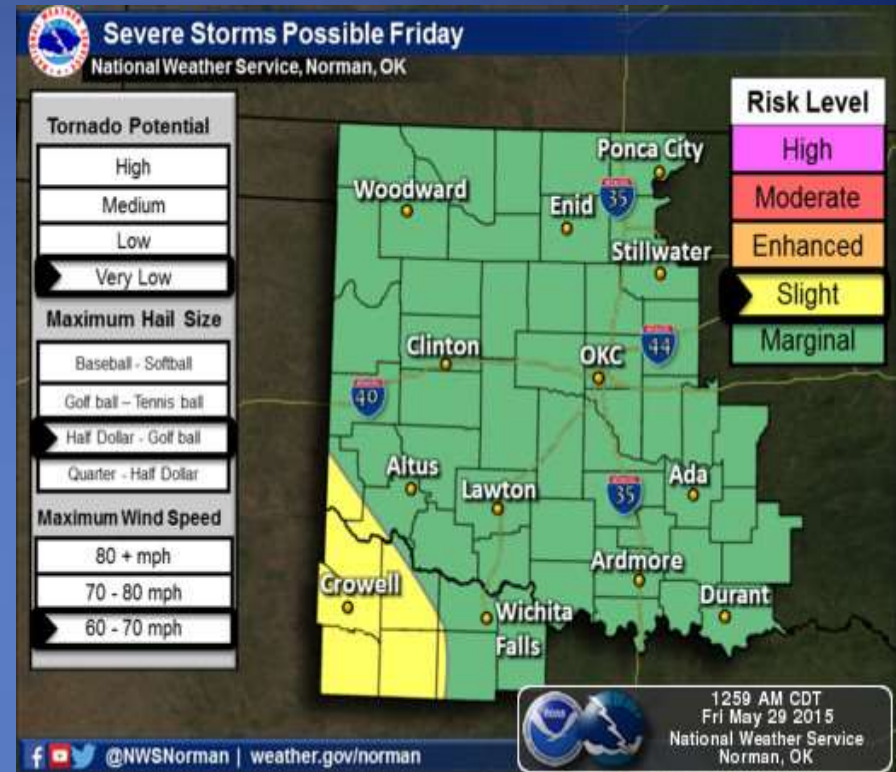 Severe Storms Possible Friday
National Weather Service, Norman, OK
Tornado Potential
High
Medium
Low
Very Low
Maximum Hail Size
Baseball - Softball
Golf ball – Tennis ball
Half Dollar - Golf ball
Quarter - Half Dollar
Maximum Wind Speed
80 + mph
70 - 80 mph
60 - 70 mph
Risk Level
High
Moderate
Enhanced
Slight
Marginal
Ponca City
Woodward
Enid
35
Stillwater
Clinton
OKC
44
40
Altus
Lawton
35
Ada
Ardmore
Crowell
Durant
Wichita
Falls
1259 AM CDT
Fri May 29 2015
National Weather Service
Norman, OK
@NWSNorman | weather.gov/norman